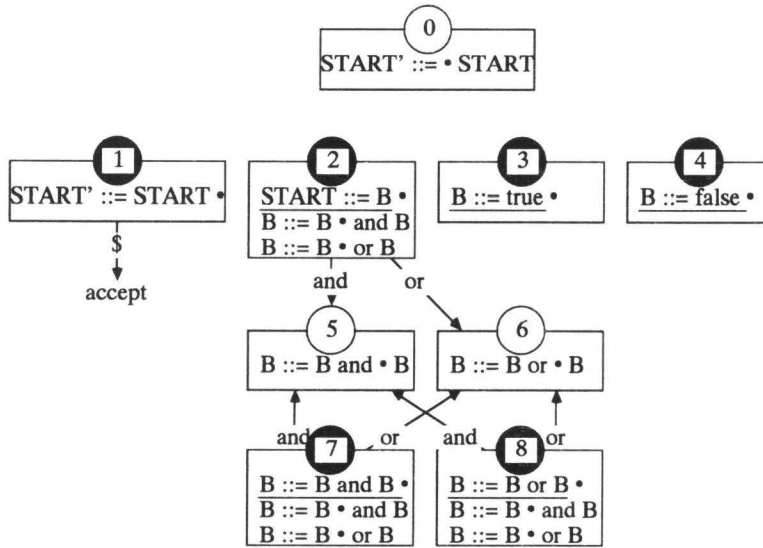 0
START' ::= • START
1
START' ::= START •
$
accept
2
START ::= B •
B ::= B • and B
B ::= B • or B
3
B ::= true •
4
B ::= false •
and
or
5
B ::= B and • B
6
B ::= B or • B
and
or
and
or
7
B ::= B and B •
B ::= B • and B
B ::= B • or B
8
B ::= B or B •
B ::= B • and B
B ::= B • or B